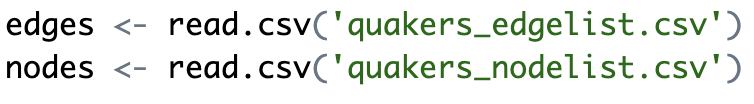 edges <- read.csv('quakers_edgelist.csv')
nodes <- read.csv('quakers_nodelist.csv')